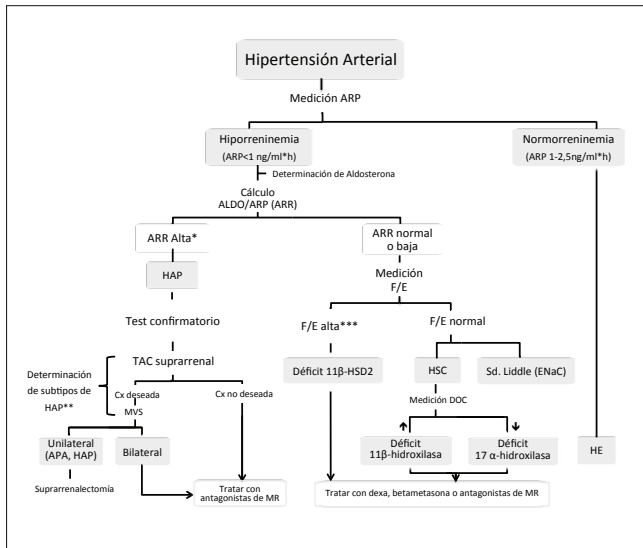 Hipertensión Arterial
Medición ARP
Hiporreninemia
(ARP<1 ng/ml*h)
Normorreninemia
(ARP 1-2,5ng/ml*h)
Determinación de Aldosterona
Cálculo
ALDO/ARP (ARR)
ARR Alta*
ARR normal
o baja
HAP
Medición
F/E
Test confirmatorio
F/E alta***
F/E normal
TAC suprarrenal
Déficit 11β-HSD2
HSC
Sd. Liddle (ENaC)
Determinación
de subtipos de
HAP**
Cx deseada
Cx no deseada
MVS
Medición DOC
Unilateral
(APA, HAP)
Bilateral
Déficit
11β-hidroxilasa
Déficit
17 α-hidroxilasa
HE
Suprarrenalectomía
Tratar con
antagonistas de MR
Tratar con dexa, betametasona o antagonistas de MR